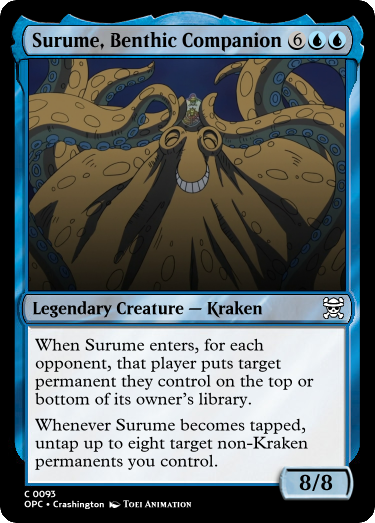 Surume, Benthic Companion 6
Legendary Creature — Kraken
When Surume enters, for each
opponent, that player puts target
permanent they control on the top or
bottom of its owner's library.
Whenever Surume becomes tapped,
untap up to eight target non-Kraken
permanents you control.
8/8
C 0093
OPC • Crashington Toei Animation